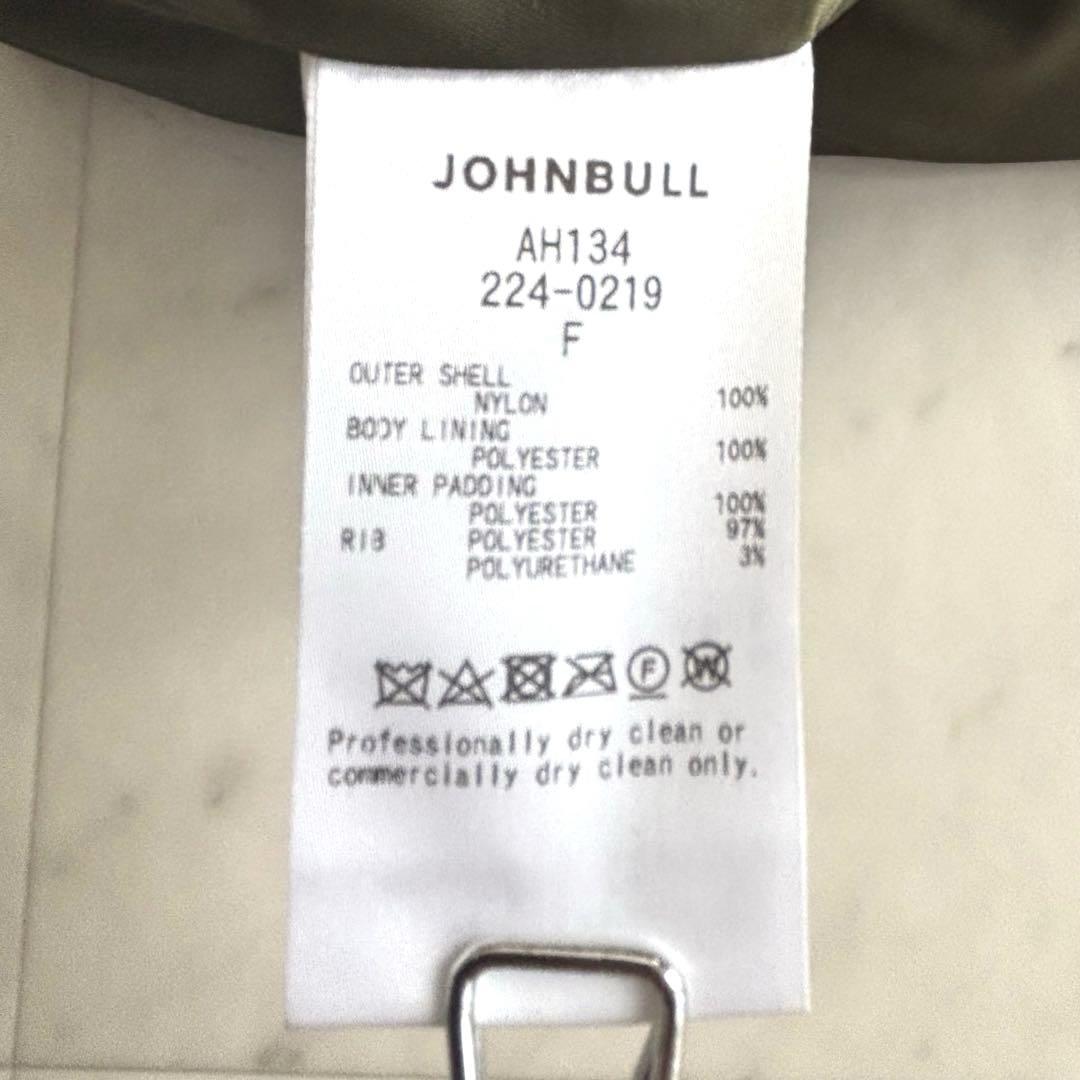 JOHNBULL
AH134
224-0219
F
OUTER SHELL
NYLON 100%
BODY LINING
POLYESTER 100%
INNER PADDING
POLYESTER 100%
RIB POLYESTER 97%
POLYURETHANE 3%
F W
Professionally dry clean or
commercially dry clean only.